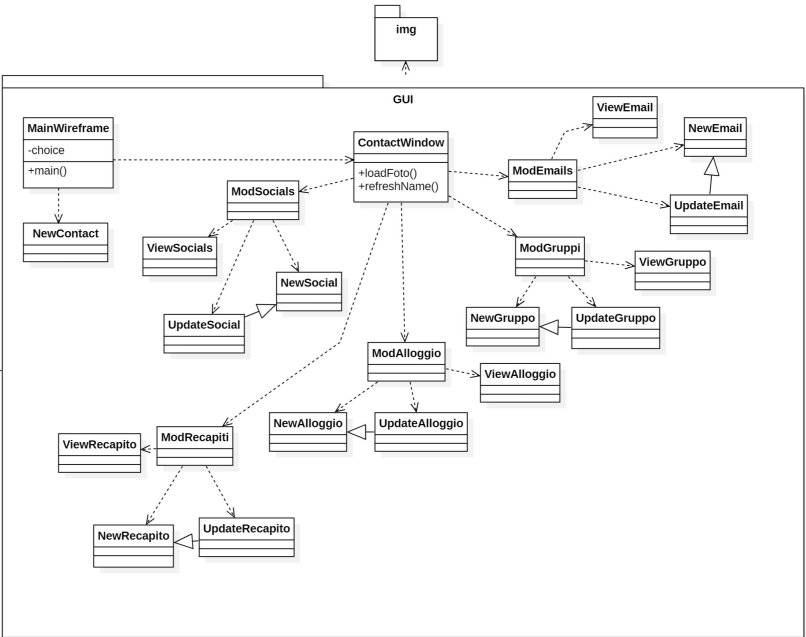 img
GUI
MainWireframe
-choice
+main()
ContactWindow
+loadFoto()
+refreshName()
ViewEmail
NewEmail
ModEmails
UpdateEmail
ModSocials
NewContact
ViewSocials
NewSocial
UpdateSocial
ModGruppi
ViewGruppo
NewGruppo
UpdateGruppo
ModAlloggio
ViewAlloggio
NewAlloggio
UpdateAlloggio
ViewRecapito
ModRecapiti
NewRecapito
UpdateRecapito